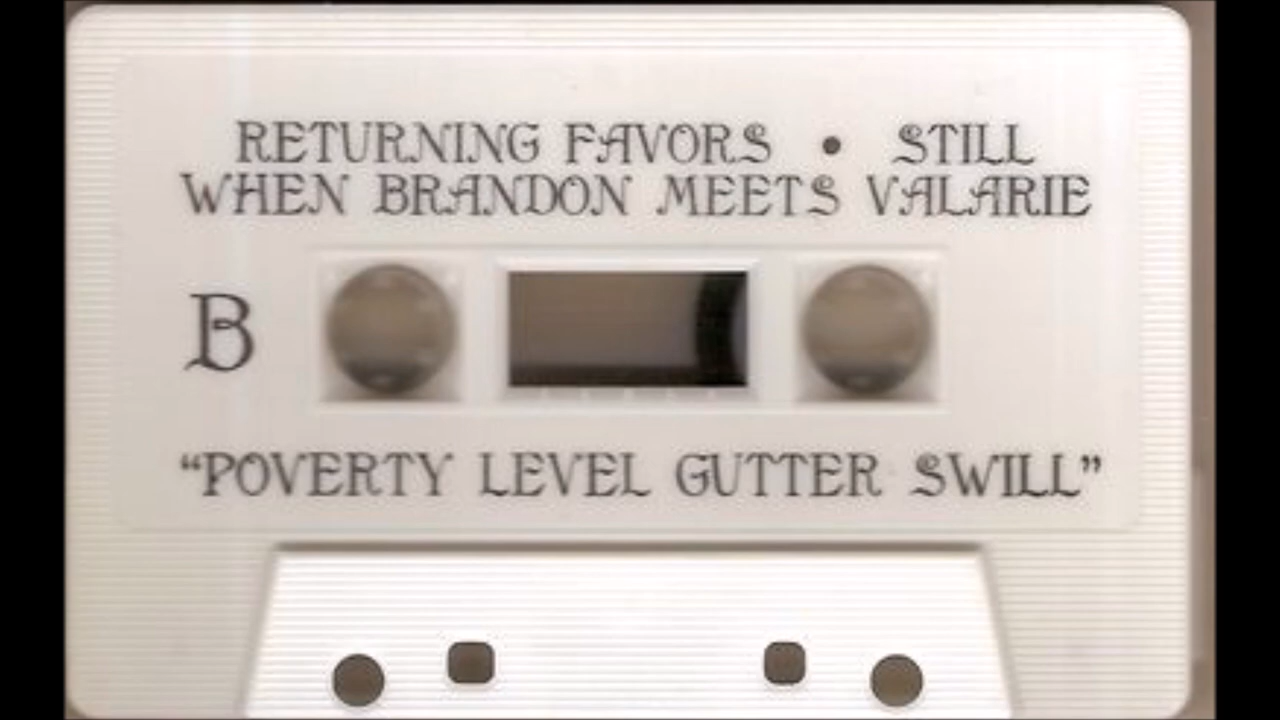 RETURNING FAVORS • STILL
WHEN BRANDON MEETS VALARIE
B
“POVERTY LEVEL GUTTER SWILL”